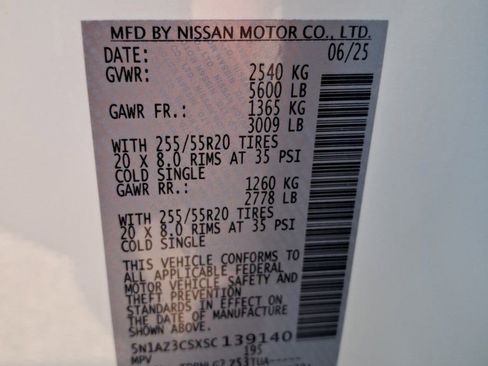 MFD BY NISSAN MOTOR CO., LTD.
DATE: 06/25
GVWR: 2540 KG
5600 LB
GAWR FR.: 1365 KG
3009 LB
WITH 255/55R20 TIRES
20 X 8.0 RIMS AT 35 PSI
COLD SINGLE
GAWR RR.: 1260 KG
2778 LB
WITH 255/55R20 TIRES
20 X 8.0 RIMS AT 35 PSI
COLD SINGLE
THIS VEHICLE CONFORMS TO
ALL APPLICABLE FEDERAL
MOTOR VEHICLE SAFETY AND
THEFT PREVENTION
STANDARDS IN EFFECT ON
THE DATE OF MANUFACTURE
SHOWN ABOVE.
5N1AZ3CSXSC 139140
MPV 195